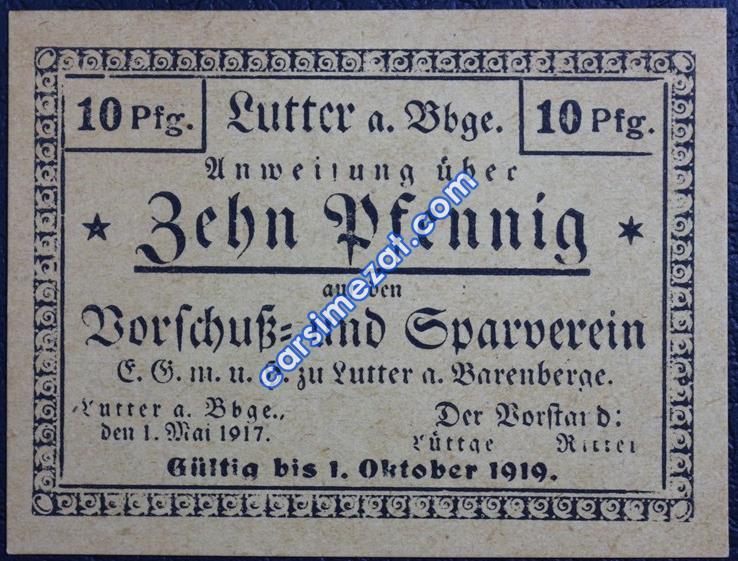 10 Pfg. Lutter a. Bbge. 10 Pfg.
Anweisung über
Zehn Pfennig
an den
Vorschuß- und Sparverein
E. G. m. u. H. zu Lutter a. Barenberge.
Lutter a. Bbge.,
den 1. Mai 1917.
Der Vorstand:
Lüttge Ritter
Gültig bis 1. Oktober 1919.
carsimezat.com